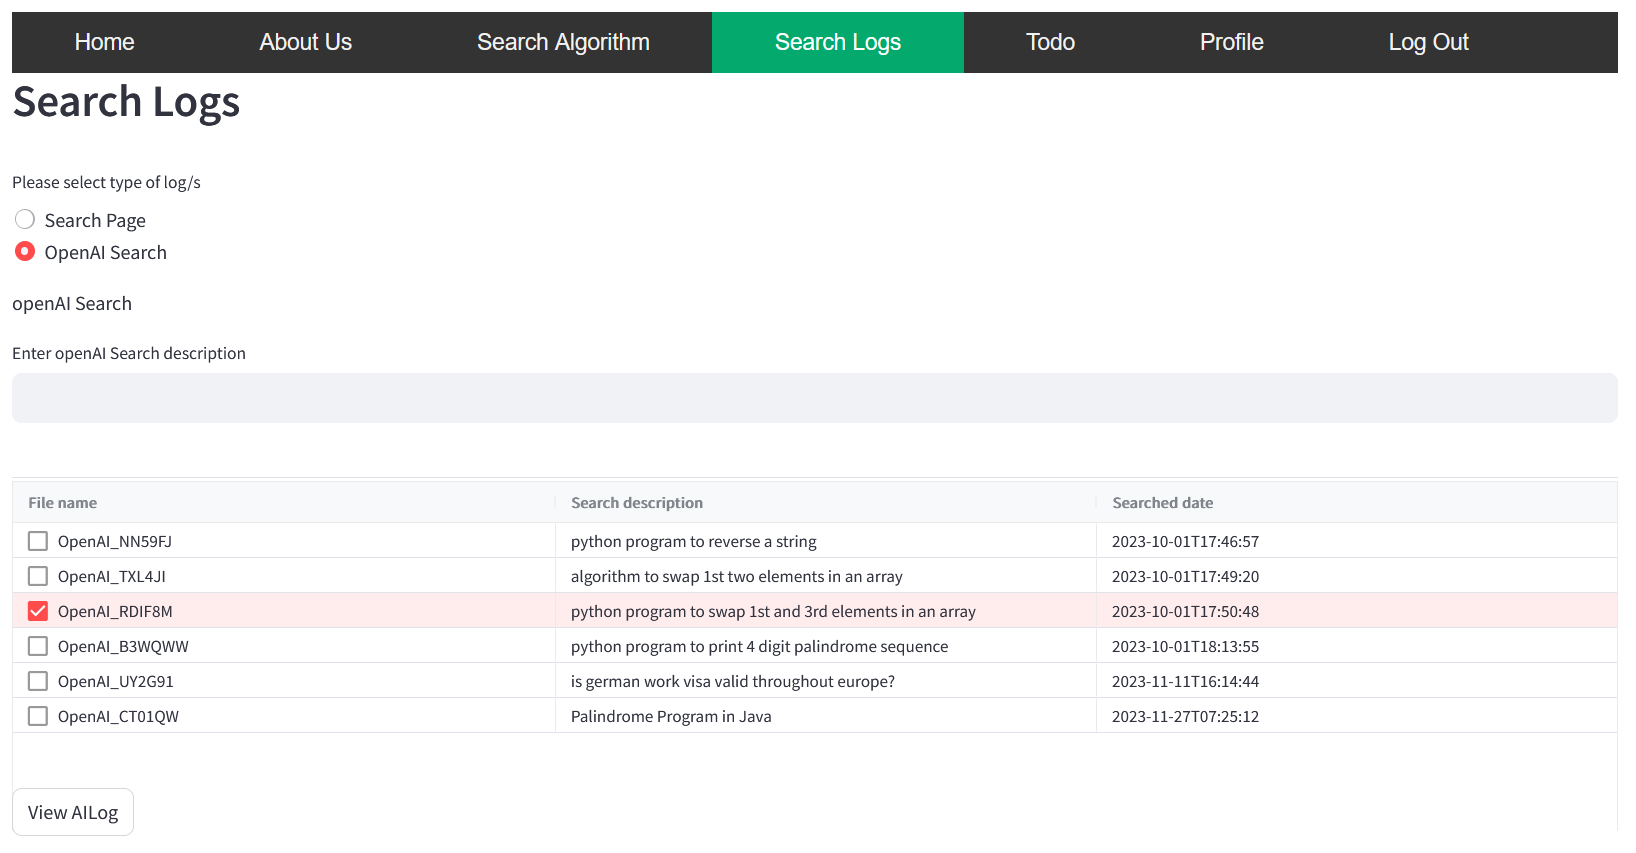 Home About Us Search Algorithm Search Logs Todo Profile Log Out
Search Logs
Please select type of log/s
Search Page
OpenAI Search
openAI Search
Enter openAI Search description
File name Search description Searched date
OpenAI_NN59FJ python program to reverse a string 2023-10-01T17:46:57
OpenAI_TXL4JI algorithm to swap 1st two elements in an array 2023-10-01T17:49:20
OpenAI_RDIF8M python program to swap 1st and 3rd elements in an array 2023-10-01T17:50:48
OpenAI_B3WQWW python program to print 4 digit palindrome sequence 2023-10-01T18:13:55
OpenAI_UY2G91 is german work visa valid throughout europe? 2023-11-11T16:14:44
OpenAI_CT01QW Palindrome Program in Java 2023-11-27T07:25:12
View AILog